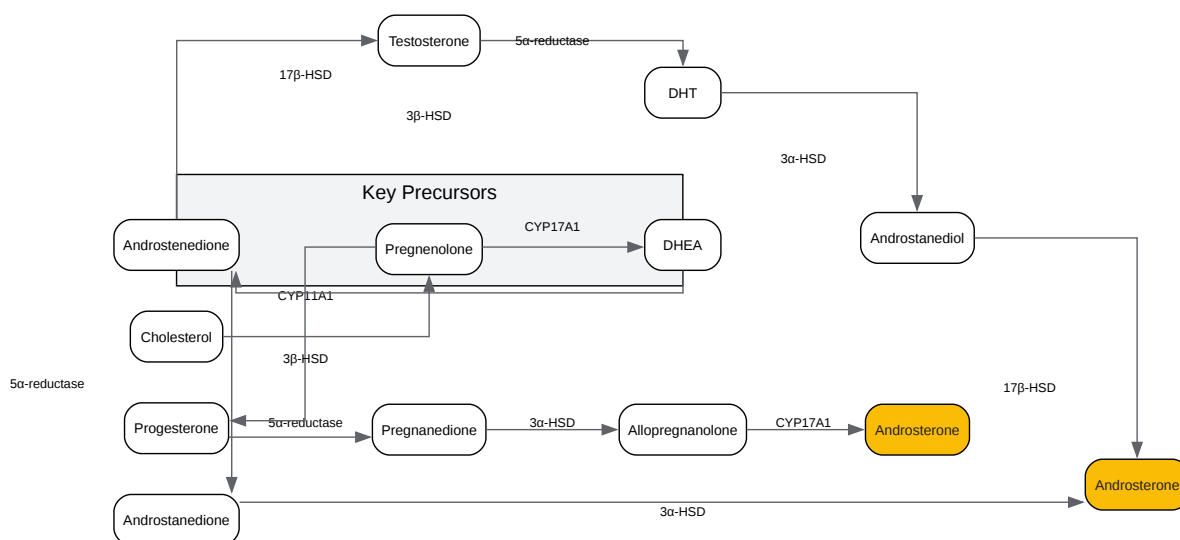 Testosterone
5α-reductase
17β-HSD
DHT
3β-HSD
3α-HSD
Key Precursors
CYP17A1
Androstenedione
Pregnenolone
DHEA
Androstanediol
CYP11A1
Cholesterol
3β-HSD
5α-reductase
17β-HSD
Progesterone
5α-reductase
Pregnanedione
3α-HSD
Allopregnanolone
CYP17A1
Androsterone
Androsterone
3α-HSD
Androstanedione